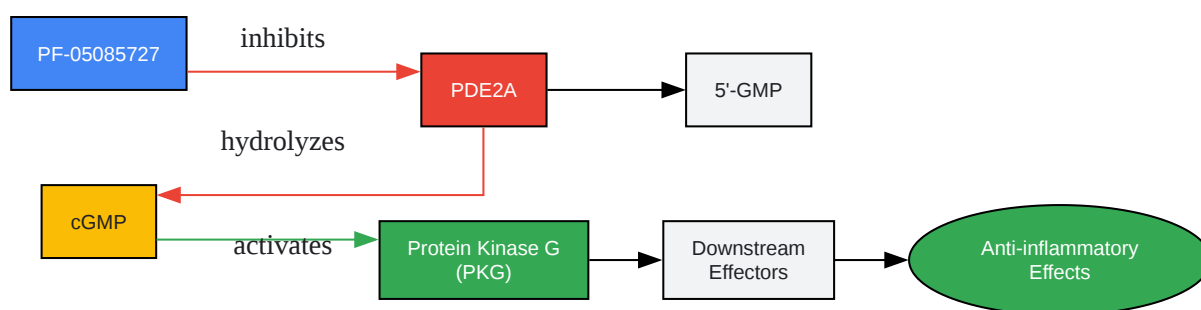 inhibits
PF-05085727
PDE2A
5'-GMP
hydrolyzes
cGMP
activates
Protein Kinase G
(PKG)
Downstream
Effectors
Anti-inflammatory
Effects